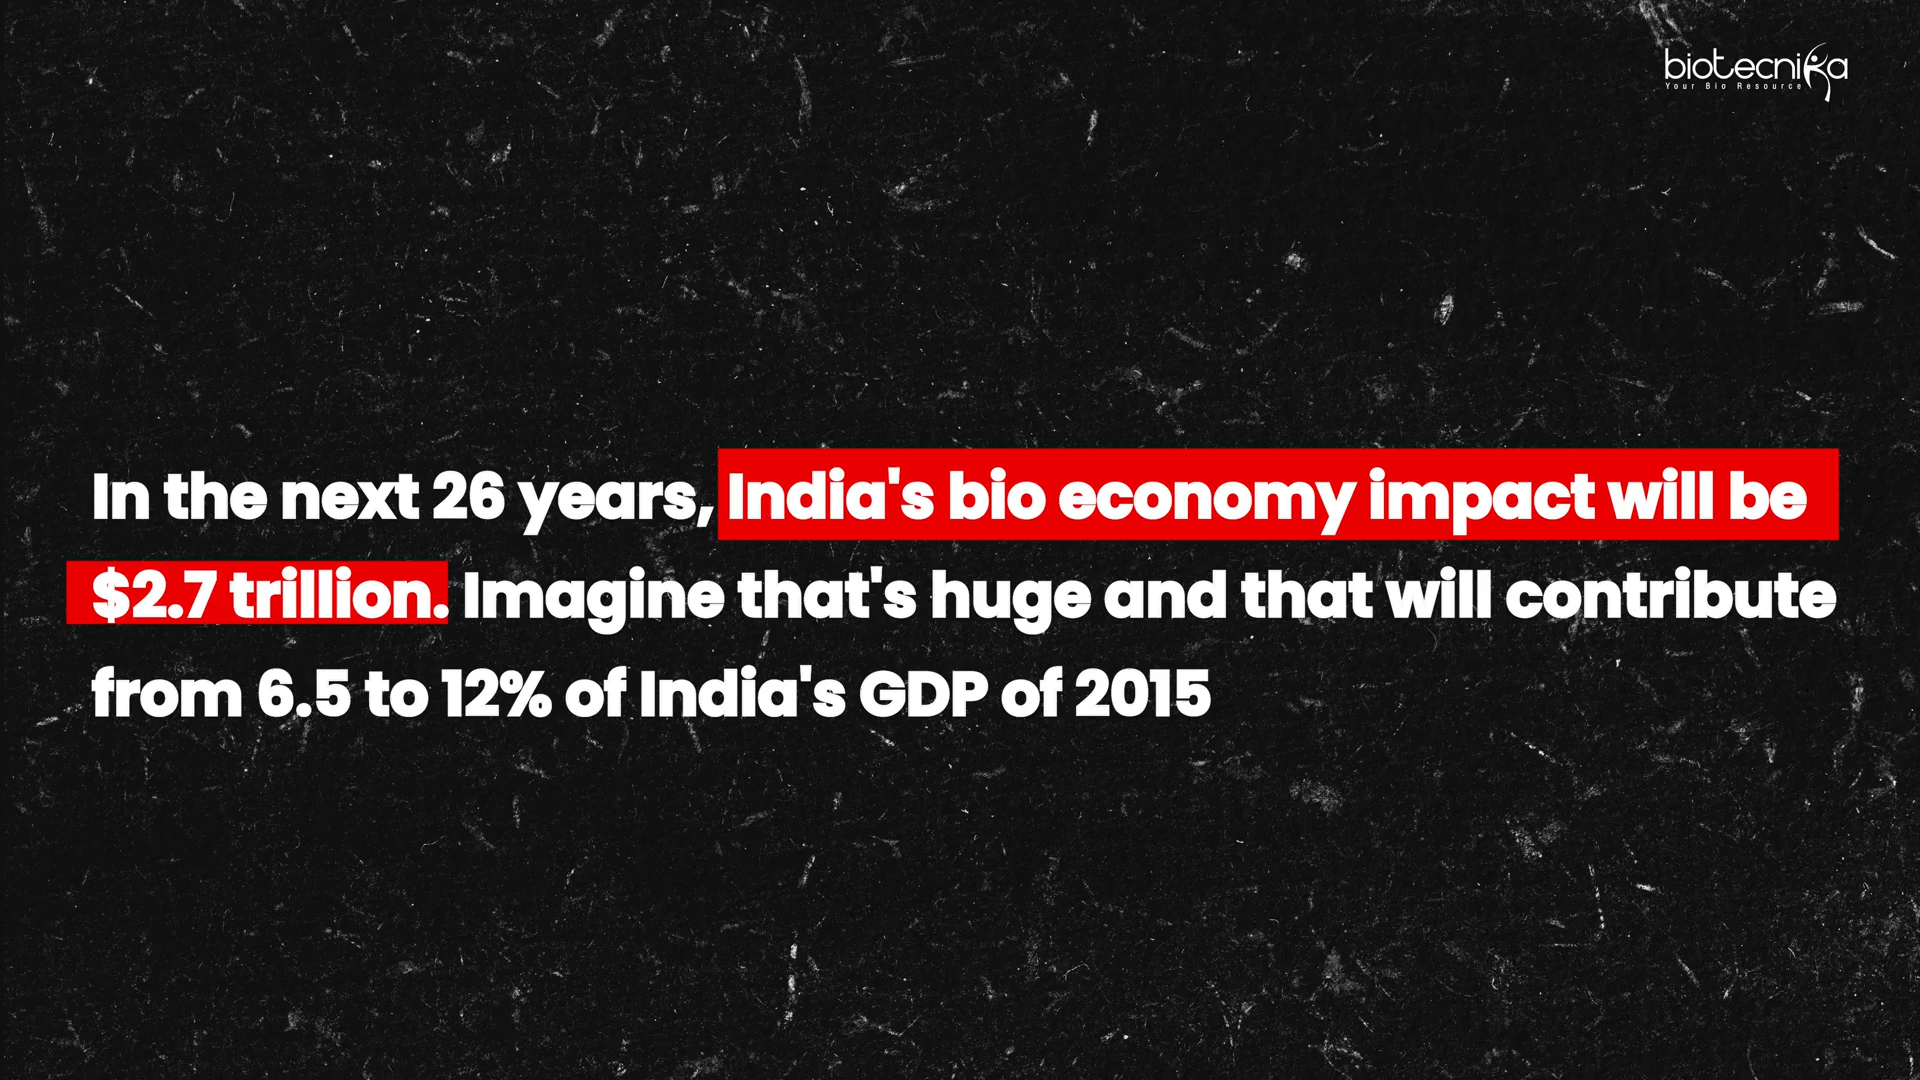 biotecnika
Your Bio Resource
In the next 26 years, India's bio economy impact will be
$2.7 trillion. Imagine that's huge and that will contribute
from 6.5 to 12% of India's GDP of 2015